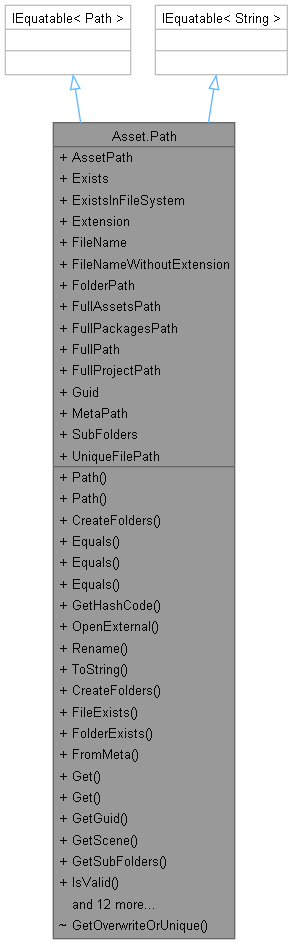 IEquatable< Path >
IEquatable< String >
Asset.Path
+ AssetPath
+ Exists
+ ExistsInFileSystem
+ Extension
+ FileName
+ FileNameWithoutExtension
+ FolderPath
+ FullAssetsPath
+ FullPackagesPath
+ FullPath
+ FullProjectPath
+ Guid
+ MetaPath
+ SubFolders
+ UniqueFilePath
+ Path()
+ Path()
+ CreateFolders()
+ Equals()
+ Equals()
+ Equals()
+ GetHashCode()
+ OpenExternal()
+ Rename()
+ ToString()
+ CreateFolders()
+ FileExists()
+ FolderExists()
+ FromMeta()
+ Get()
+ Get()
+ GetGuid()
+ GetScene()
+ GetSubFolders()
+ IsValid()
and 12 more...
~ GetOverwriteOrUnique()